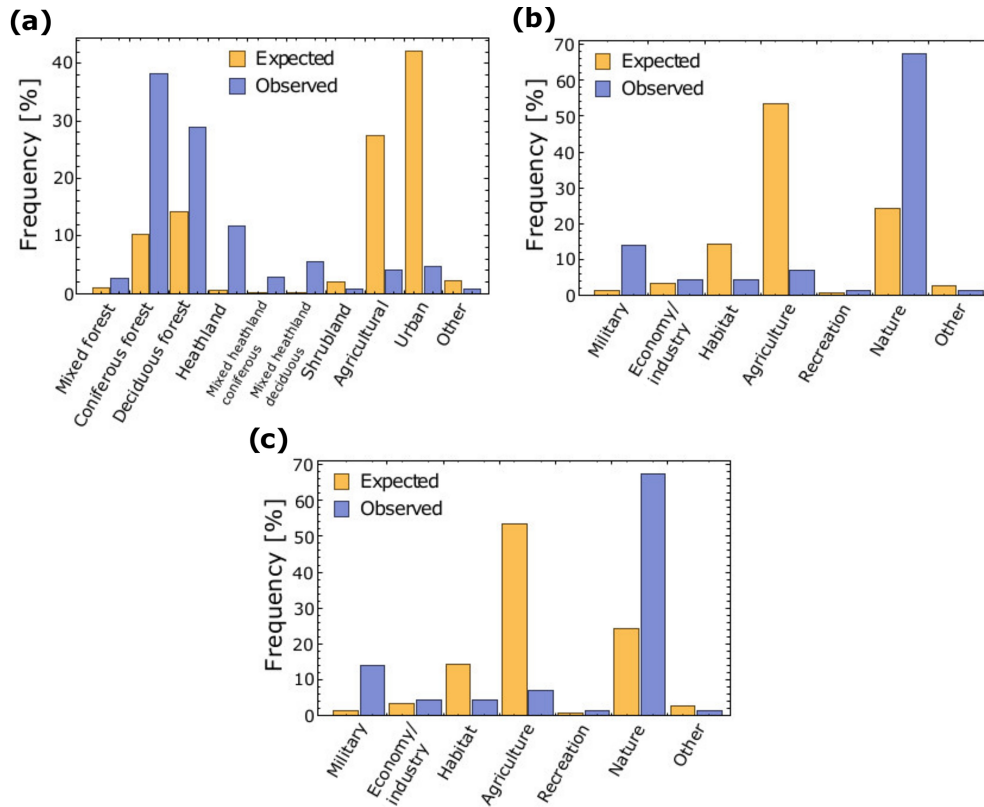 (a)
Expected
Observed
Frequency [%]
40
30
20
10
0
Mixed forest
Coniferous forest
Deciduous forest
Heathland
Mixed heathland
coniferous
Mixed heathland
deciduous
Shrubland
Agricultural
Urban
Other
(b)
Expected
Observed
Frequency [%]
70
60
50
40
30
20
10
0
Military
Economy/
industry
Habitat
Agriculture
Recreation
Nature
Other
(c)
Expected
Observed
Frequency [%]
70
60
50
40
30
20
10
0
Military
Economy/
industry
Habitat
Agriculture
Recreation
Nature
Other